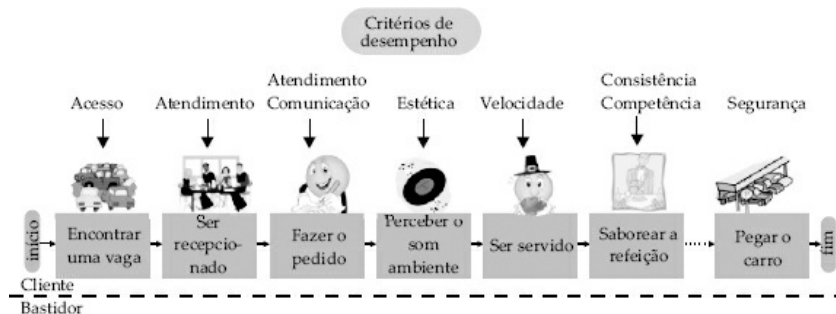 Critérios de
desempenho
Acesso
Atendimento
Atendimento
Comunicação
Estética
Velocidade
Consistência
Competência
Segurança
início
Encontrar
uma vaga
Ser
recepcio-
nado
Fazer o
pedido
Perceber o
som
ambiente
Ser servido
Saborear a
refeição
Pegar o
carro
fim
Cliente
Bastidor